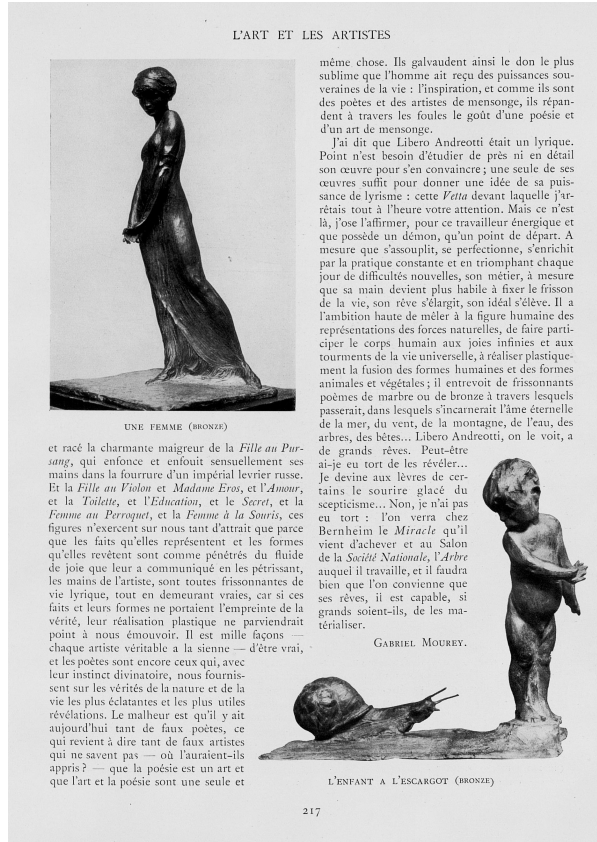 L'ART ET LES ARTISTES
UNE FEMME (BRONZE)
et racé la charmante maigreur de la Fille au Pur-
sang, qui enfonce et enfouit sensuellement ses
mains dans la fourrure d'un impérial levrier russe.
Et la Fille au Violon et Madame Eros, et l'Amour,
et la Toilette, et l'Education, et le Secret, et la
Femme au Perroquet, et la Femme à la Souris, ces
figures n'exercent sur nous tant d'attrait que parce
que les faits qu'elles représentent et les formes
qu'elles revêtent sont comme pénétrés du fluide
de joie que leur a communiqué en les pétrissant,
les mains de l'artiste, sont toutes frissonnantes de
vie lyrique, tout en demeurant vraies, car si ces
faits et leurs formes ne portaient l'empreinte de la
vérité, leur réalisation plastique ne parviendrait
point à nous émouvoir. Il est mille façons —
chaque artiste véritable a la sienne — d'être vrai,
et les poètes sont encore ceux qui, avec
leur instinct divinatoire, nous fournis-
sent sur les vérités de la nature et de la
vie les plus éclatantes et les plus utiles
révélations. Le malheur est qu'il y ait
aujourd'hui tant de faux poètes, ce
qui revient à dire tant de faux artistes
qui ne savent pas — où l'auraient-ils
appris ? — que la poésie est un art et
que l'art et la poésie sont une seule et
même chose. Ils galvaudent ainsi le don le plus
sublime que l'homme ait reçu des puissances sou-
veraines de la vie : l'inspiration, et comme ils sont
des poètes et des artistes de mensonge, ils répan-
dent à travers les foules le goût d'une poésie et
d'un art de mensonge.
J'ai dit que Libero Andreotti était un lyrique.
Point n'est besoin d'étudier de près ni en détail
son œuvre pour s'en convaincre ; une seule de ses
œuvres suffit pour donner une idée de sa puis-
sance de lyrisme : cette Vetta devant laquelle j'ar-
rêtais tout à l'heure votre attention. Mais ce n'est
là, j'ose l'affirmer, pour ce travailleur énergique et
que possède un démon, qu'un point de départ. A
mesure que s'assouplit, se perfectionne, s'enrichit
par la pratique constante et en triomphant chaque
jour de difficultés nouvelles, son métier, à mesure
que sa main devient plus habile à fixer le frisson
de la vie, son rêve s'élargit, son idéal s'élève. Il a
l'ambition haute de mêler à la figure humaine des
représentations des forces naturelles, de faire parti-
ciper le corps humain aux joies infinies et aux
tourments de la vie universelle, à réaliser plastique-
ment la fusion des formes humaines et des formes
animales et végétales ; il entrevoit de frissonnants
poèmes de marbre ou de bronze à travers lesquels
passerait, dans lesquels s'incarnerait l'âme éternelle
de la mer, du vent, de la montagne, de l'eau, des
arbres, des bêtes... Libero Andreotti, on le voit, a
de grands rêves. Peut-être
ai-je eu tort de les révéler...
Je devine aux lèvres de cer-
tains le sourire glacé du
scepticisme... Non, je n'ai pas
eu tort : l'on verra chez
Bernheim le Miracle qu'il
vient d'achever et au Salon
de la Société Nationale, l'Arbre
auquel il travaille, et il faudra
bien que l'on convienne que
ses rêves, il est capable, si
grands soient-ils, de les ma-
térialiser.
GABRIEL MOUREY.
L'ENFANT A L'ESCARGOT (BRONZE)
217